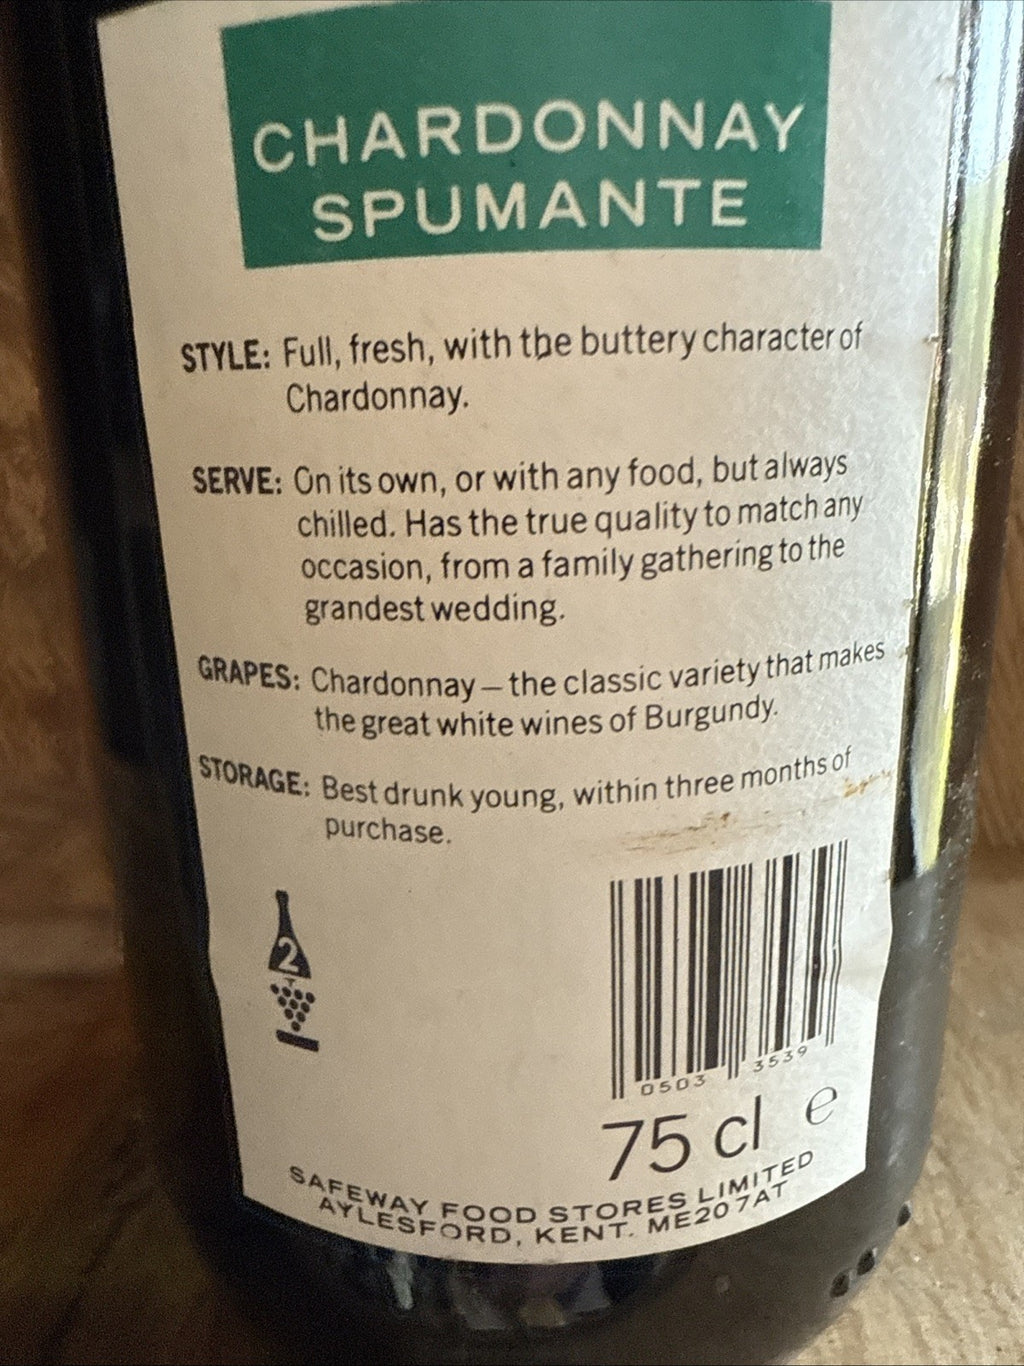 CHARDONNAY
SPUMANTE
STYLE: Full, fresh, with the buttery character of
Chardonnay.
SERVE: On its own, or with any food, but always
chilled. Has the true quality to match any
occasion, from a family gathering to the
grandest wedding.
GRAPES: Chardonnay – the classic variety that makes
the great white wines of Burgundy.
STORAGE: Best drunk young, within three months of
purchase.
2
0503 3539
75 cl e
SAFEWAY FOOD STORES LIMITED
AYLESFORD, KENT. ME20 7AT